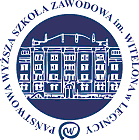 PAŃSTWOWA WYŻSZA SZKOŁA ZAWODOWA im. WITELONA w LEGNICY